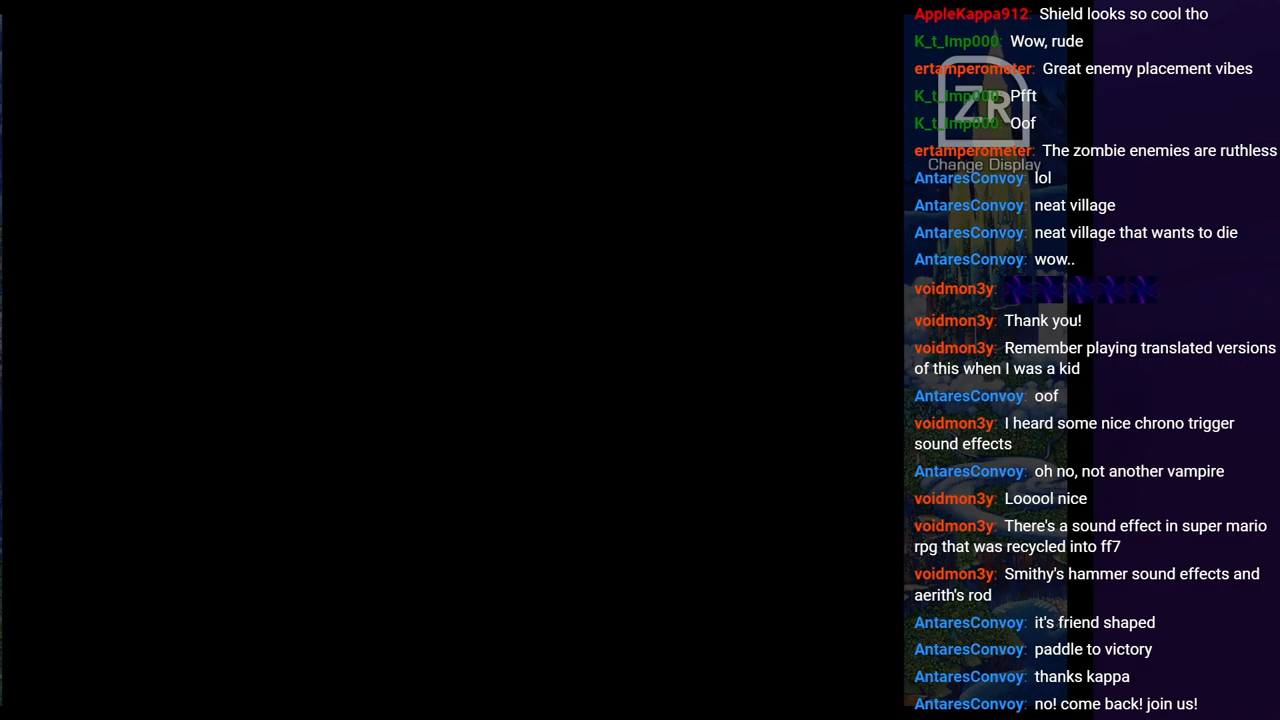 AppleKappa912: Shield looks so cool tho
K_t_Imp000: Wow, rude
ertamperometer: Great enemy placement vibes
K_t_Imp000: Pfft
ZR
K_t_Imp000: Oof
ertamperometer: The zombie enemies are ruthless
Change Display
AntaresConvoy: lol
AntaresConvoy: neat village
AntaresConvoy: neat village that wants to die
AntaresConvoy: wow..
voidmon3y:
voidmon3y: Thank you!
voidmon3y: Remember playing translated versions
of this when I was a kid
AntaresConvoy: oof
voidmon3y: I heard some nice chrono trigger
sound effects
AntaresConvoy: oh no, not another vampire
voidmon3y: Looool nice
voidmon3y: There's a sound effect in super mario
rpg that was recycled into ff7
voidmon3y: Smithy's hammer sound effects and
aerith's rod
AntaresConvoy: it's friend shaped
AntaresConvoy: paddle to victory
AntaresConvoy: thanks kappa
AntaresConvoy: no! come back! join us!